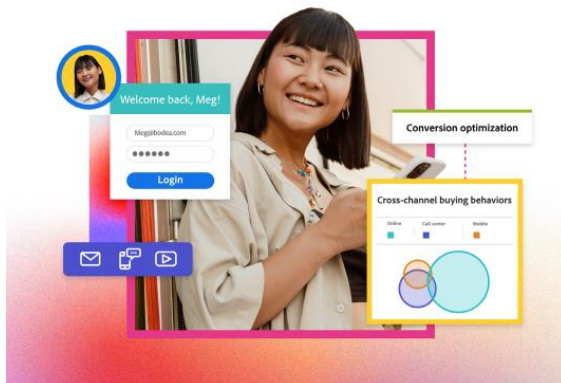 Welcome back, Meg!
Meg@bodea.com
Login
Conversion optimization
Cross-channel buying behaviors
Online Call center Mobile